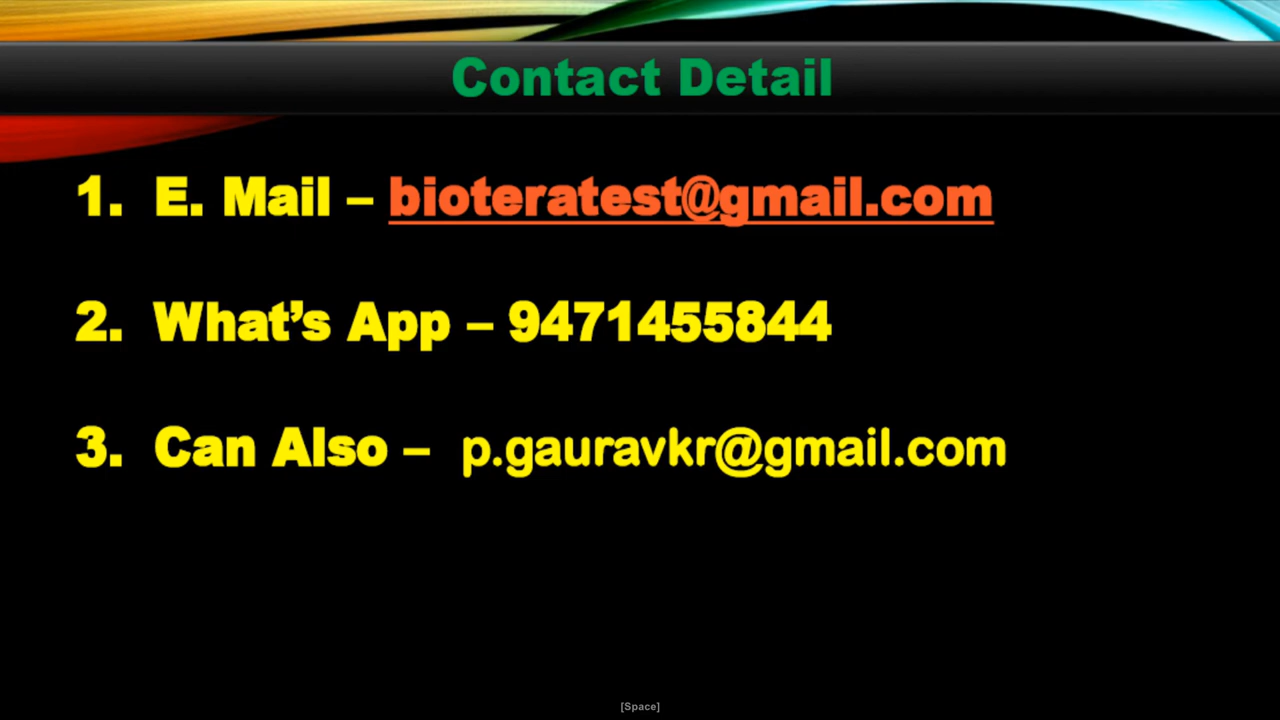 Contact Detail
1. E. Mail – bioteratest@gmail.com
2. What’s App – 9471455844
3. Can Also – p.gauravkr@gmail.com
[Space]